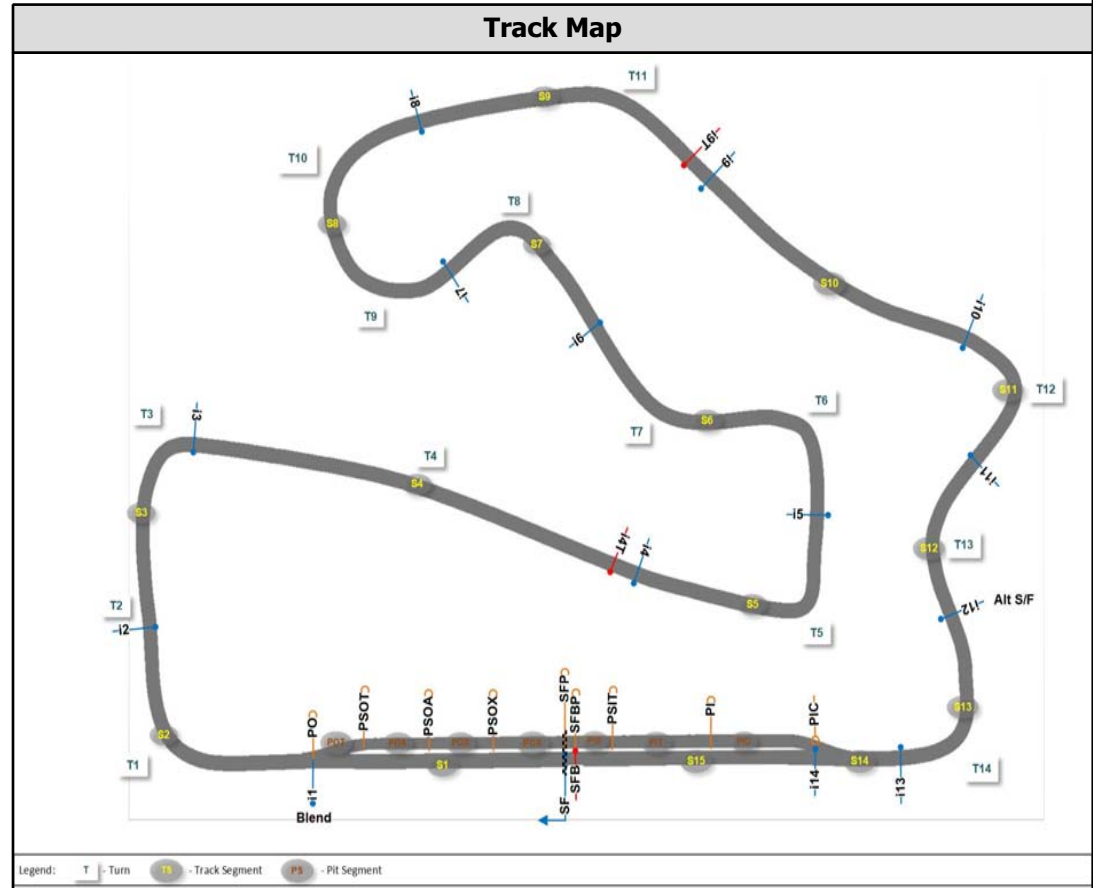 Track Map
T11
S9
-i8
-i9T
-i9
T10
T8
S8
S7
-i7
S10
-i10
T9
-i6
S11
T12
T6
-i3
T3
T7
S6
T4
S4
-i11
S3
-i5
S12
T13
-i4T
-i4
-i12
Alt S/F
T2
-i2
S5
T5
SFP
PO
PSOT
PSOA
PSOX
SFBP
PSIT
PI
PIC
S13
S2
T1
S1
S15
S14
T14
-i1
SF
-SFB
-i14
-i13
Blend
Legend: T - Turn TS - Track Segment PS - Pit Segment